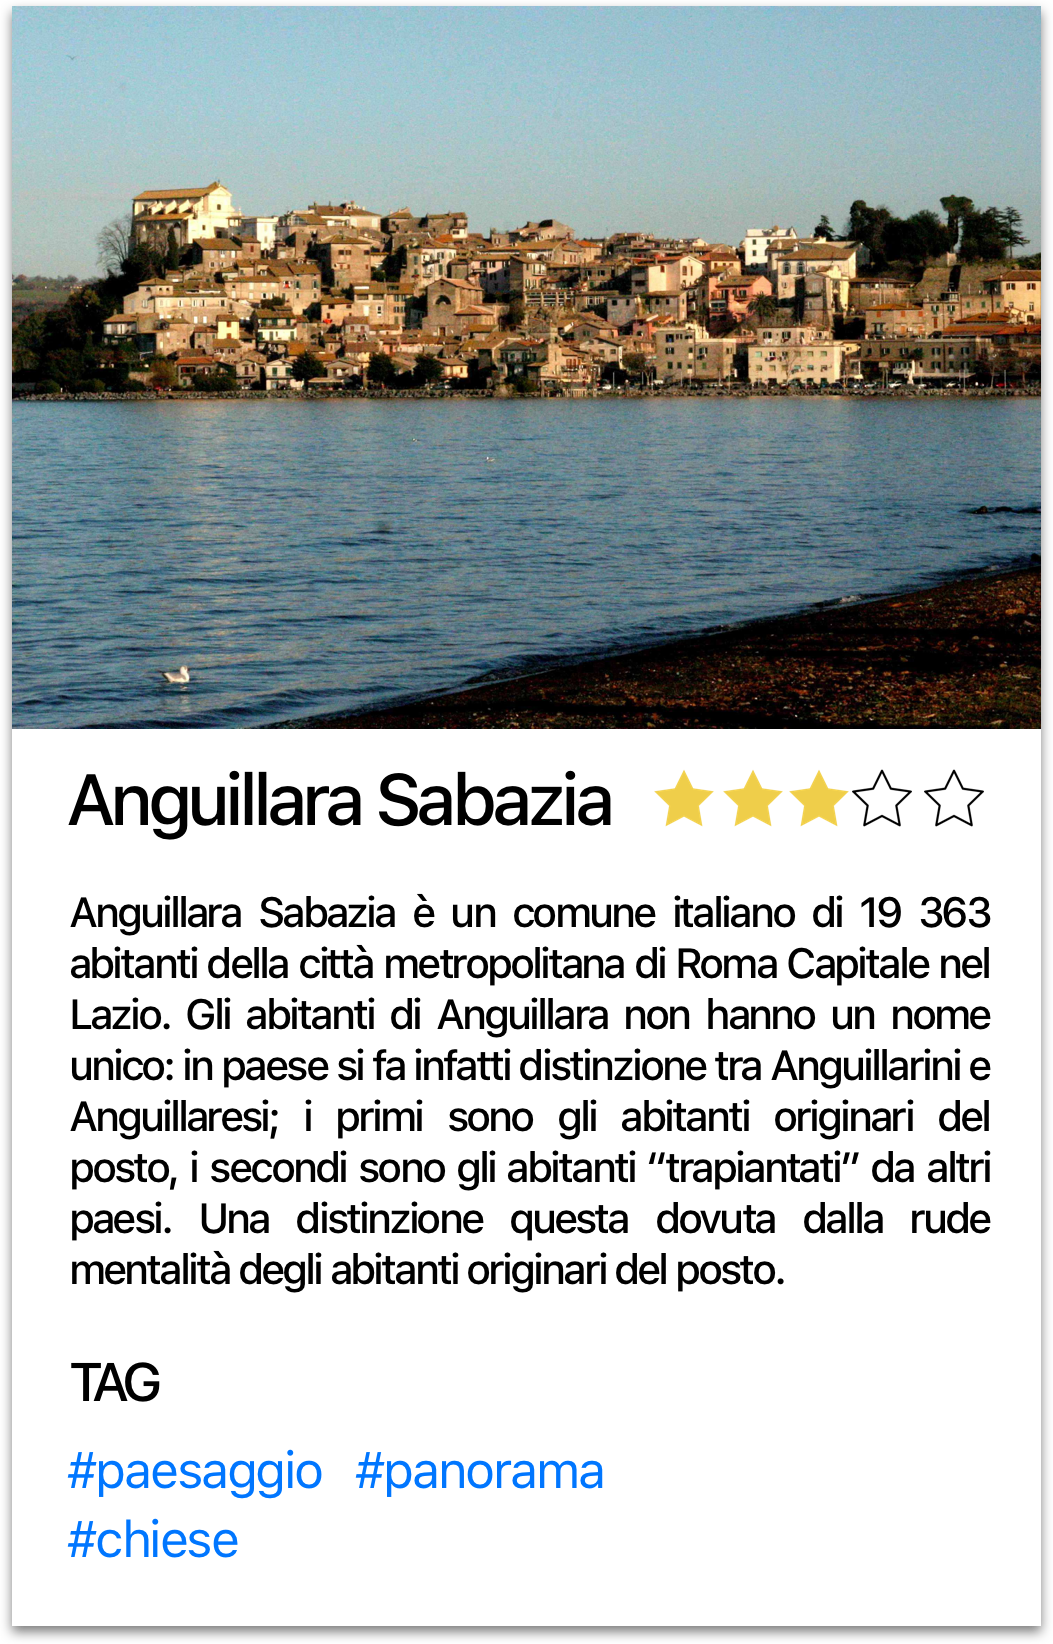 Anguillara Sabazia
Anguillara Sabazia è un comune italiano di 19 363
abitanti della città metropolitana di Roma Capitale nel
Lazio. Gli abitanti di Anguillara non hanno un nome
unico: in paese si fa infatti distinzione tra Anguillarini e
Anguillaresi; i primi sono gli abitanti originari del
posto, i secondi sono gli abitanti “trapiantati” da altri
paesi. Una distinzione questa dovuta dalla rude
mentalità degli abitanti originari del posto.
TAG
#paesaggio #panorama
#chiese